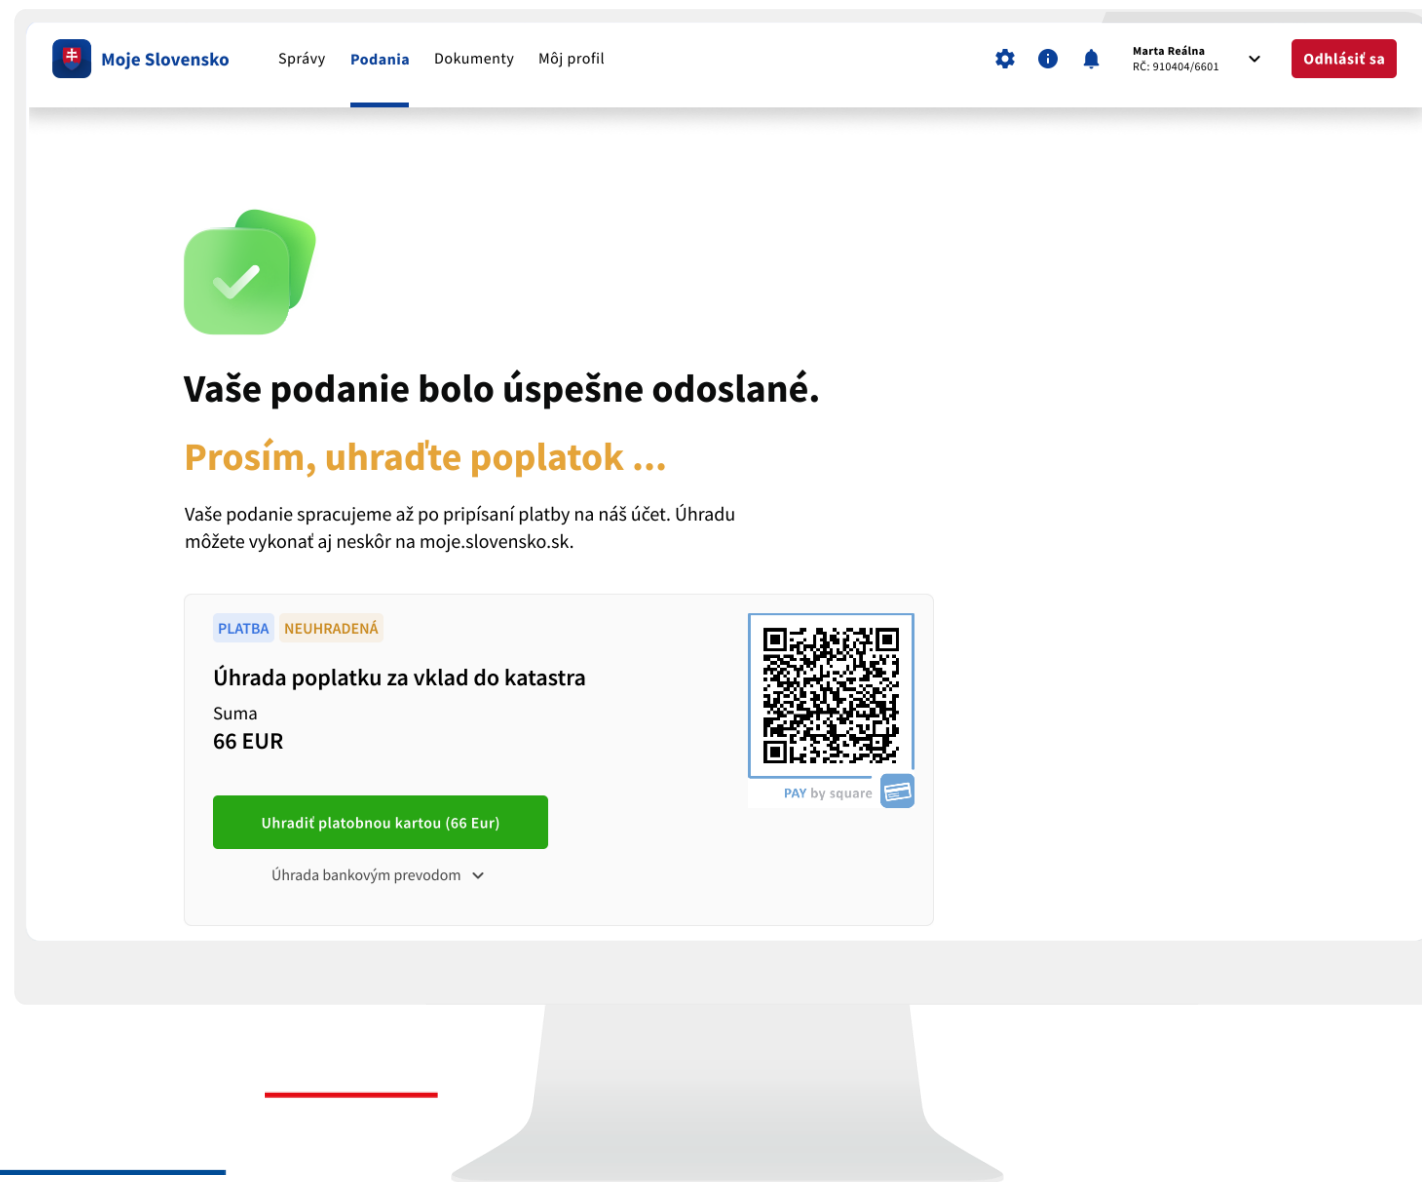 Moje Slovensko
Správy
Podania
Dokumenty
Môj profil
Marta Reálna
RČ: 910404/6601
Odhlásiť sa
Vaše podanie bolo úspešne odoslané.
Prosím, uhraďte poplatok ...
Vaše podanie spracujeme až po pripísaní platby na náš účet. Úhradu
môžete vykonať aj neskôr na moje.slovensko.sk.
PLATBA NEUHRADENÁ
Úhrada poplatku za vklad do katastra
Suma
66 EUR
PAY by square
Uhradiť platobnou kartou (66 Eur)
Úhrada bankovým prevodom